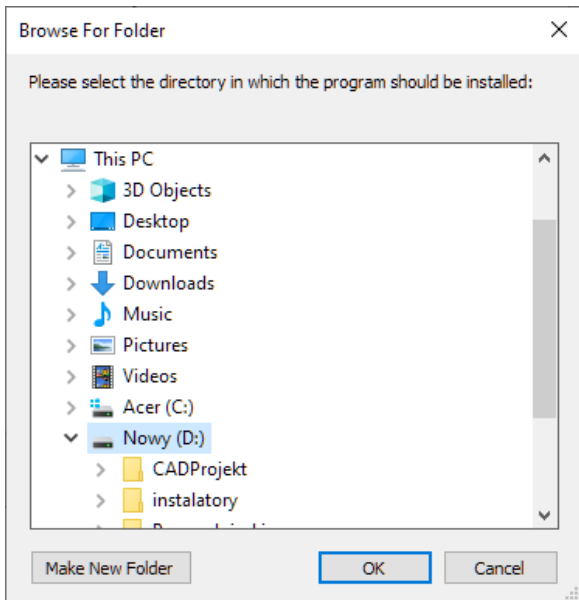 Browse For Folder
Please select the directory in which the program should be installed:
This PC
3D Objects
Desktop
Documents
Downloads
Music
Pictures
Videos
Acer (C:)
Nowy (D:)
CADProjekt
instalatory
Make New Folder
OK
Cancel